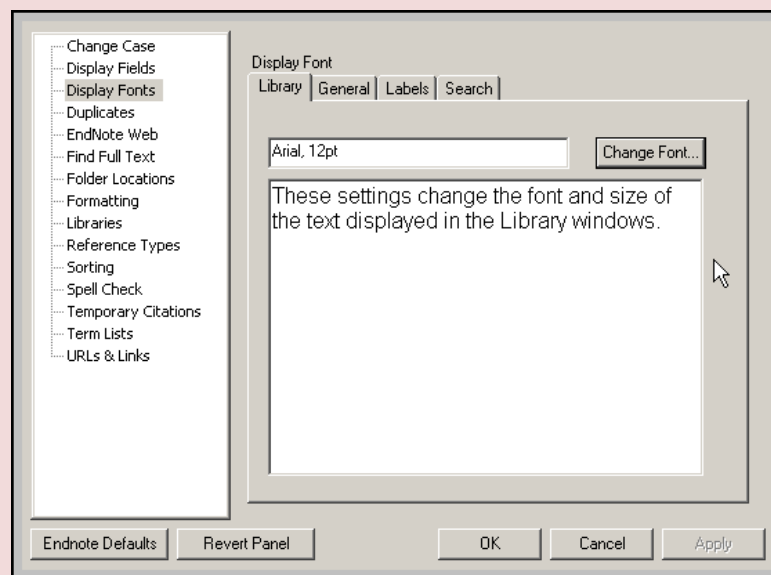 Change Case
Display Fields
Display Fonts
Duplicates
EndNote Web
Find Full Text
Folder Locations
Formatting
Libraries
Reference Types
Sorting
Spell Check
Temporary Citations
Term Lists
URLs & Links
Display Font
Library General Labels Search
Arial, 12pt Change Font...
These settings change the font and size of
the text displayed in the Library windows.
Endnote Defaults Revert Panel OK Cancel Apply